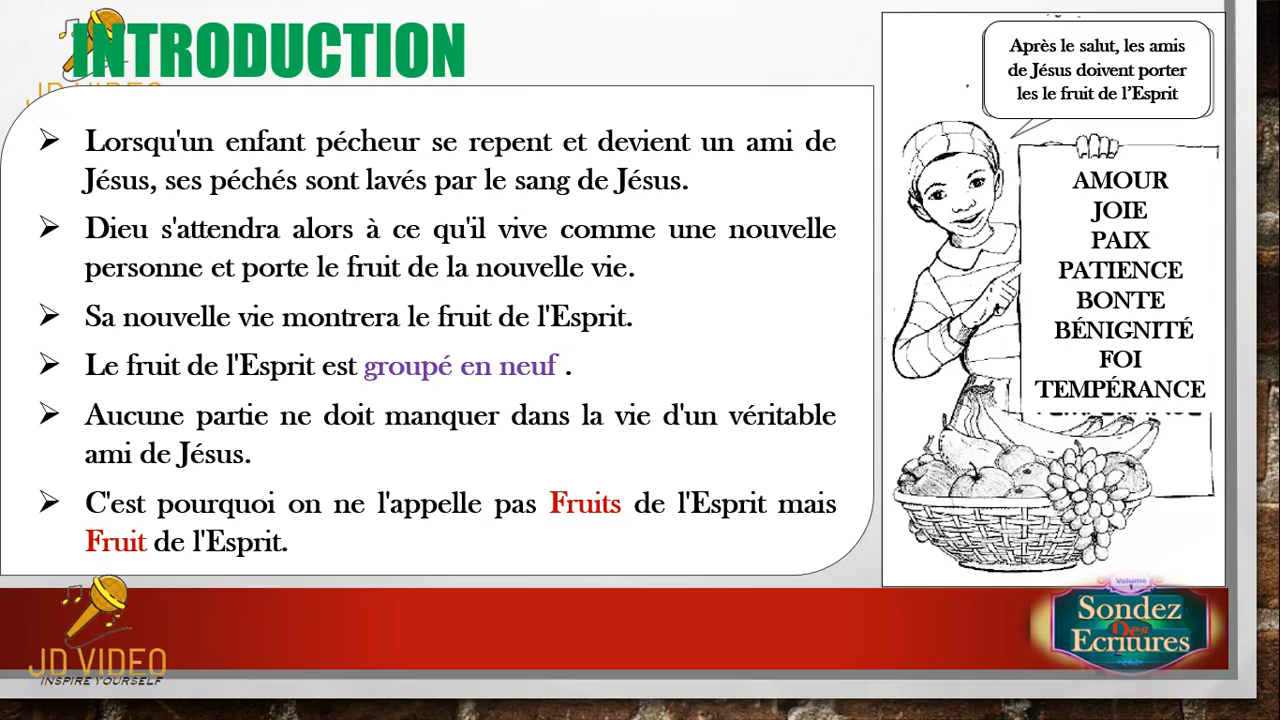 INTRODUCTION
Lorsqu'un enfant pécheur se repent et devient un ami de
Jésus, ses péchés sont lavés par le sang de Jésus.
Dieu s'attendra alors à ce qu'il vive comme une nouvelle
personne et porte le fruit de la nouvelle vie.
Sa nouvelle vie montrera le fruit de l'Esprit.
Le fruit de l'Esprit est groupé en neuf .
Aucune partie ne doit manquer dans la vie d'un véritable
ami de Jésus.
C'est pourquoi on ne l'appelle pas Fruits de l'Esprit mais
Fruit de l'Esprit.
Après le salut, les amis
de Jésus doivent porter
les le fruit de l’Esprit
AMOUR
JOIE
PAIX
PATIENCE
BONTE
BÉNIGNITÉ
FOI
TEMPÉRANCE
JD VIDEO
INSPIRE YOURSELF
Volume
1
Sondez
Des
Ecritures